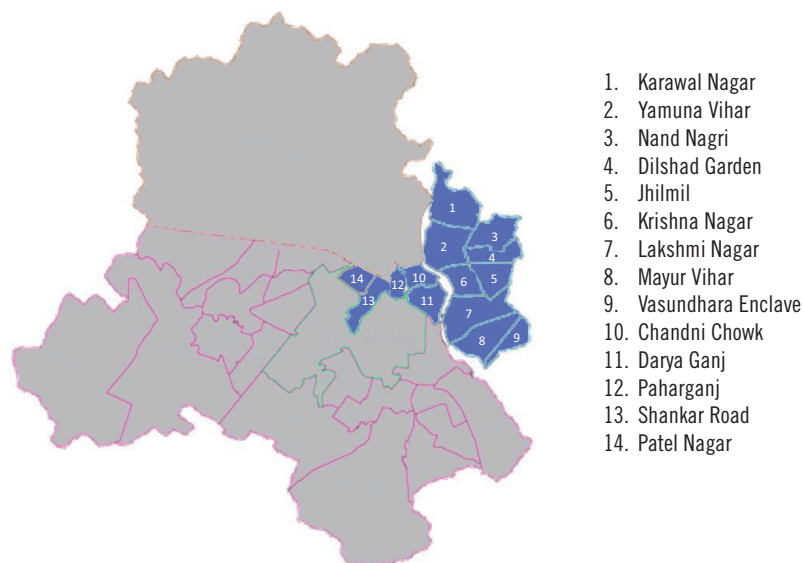 1. Karawal Nagar
2. Yamuna Vihar
3. Nand Nagri
4. Dilshad Garden
5. Jhilmil
6. Krishna Nagar
7. Lakshmi Nagar
8. Mayur Vihar
9. Vasundhara Enclave
10. Chandni Chowk
11. Darya Ganj
12. Paharganj
13. Shankar Road
14. Patel Nagar
1
2
3
4
14
12
10
6
5
13
11
7
8
9